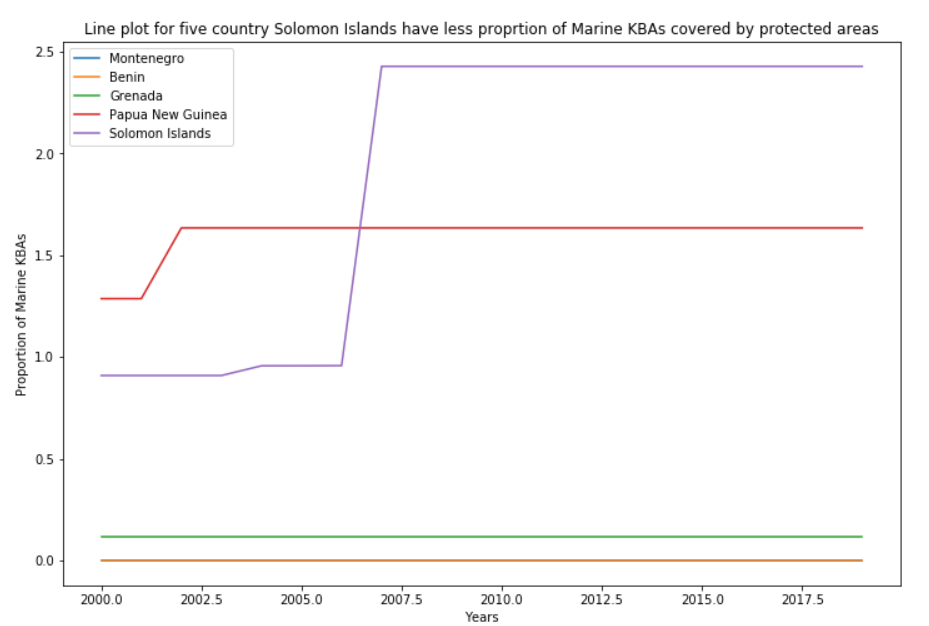 Line plot for five country Solomon Islands have less proprtion of Marine KBAs covered by protected areas
2.5
2.0
1.5
1.0
0.5
0.0
Proportion of Marine KBAs
Montenegro
Benin
Grenada
Papua New Guinea
Solomon Islands
2000.0 2002.5 2005.0 2007.5 2010.0 2012.5 2015.0 2017.5
Years